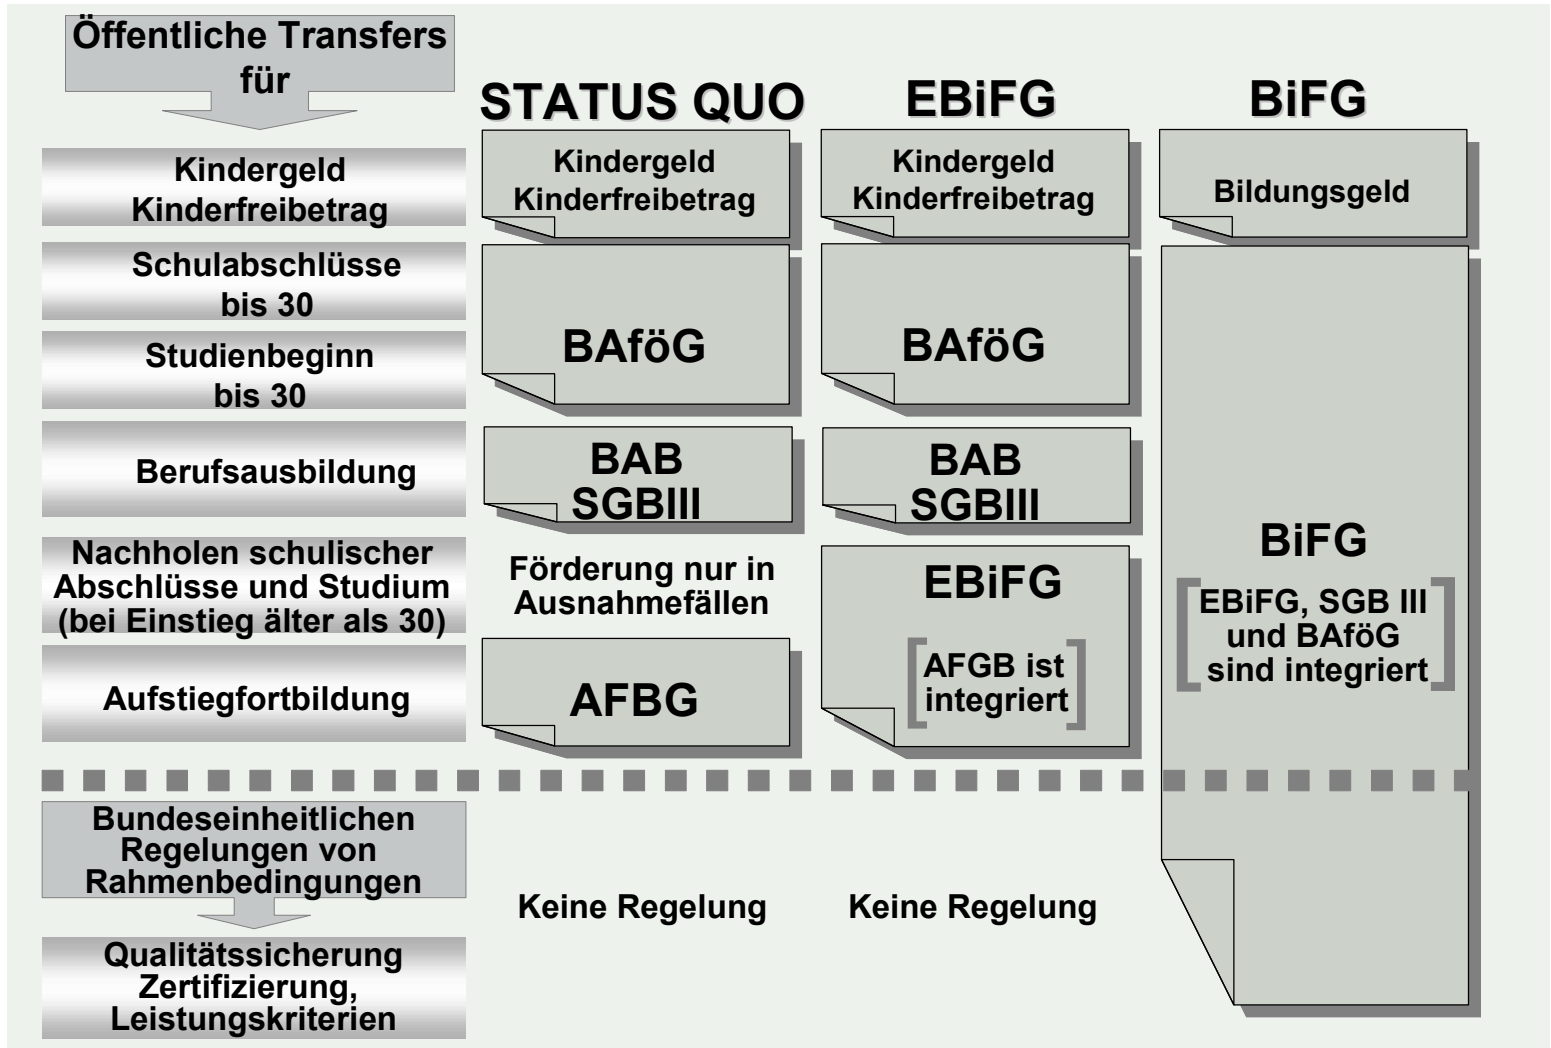 Öffentliche Transfers
für
STATUS QUO
EBiFG
BiFG
Kindergeld
Kinderfreibetrag
Kindergeld
Kinderfreibetrag
Kindergeld
Kinderfreibetrag
Bildungsgeld
Schulabschlüsse
bis 30
Studienbeginn
bis 30
BAföG
BAföG
Berufsausbildung
BAB
SGBIII
BAB
SGBIII
Nachholen schulischer
Abschlüsse und Studium
(bei Einstieg älter als 30)
Förderung nur in
Ausnahmefällen
EBiFG
AFGB ist
integriert
BiFG
EBiFG, SGB III
und BAföG
sind integriert
Aufstiegfortbildung
AFBG
Bundeseinheitlichen
Regelungen von
Rahmenbedingungen
Keine Regelung
Keine Regelung
Qualitätssicherung
Zertifizierung,
Leistungskriterien